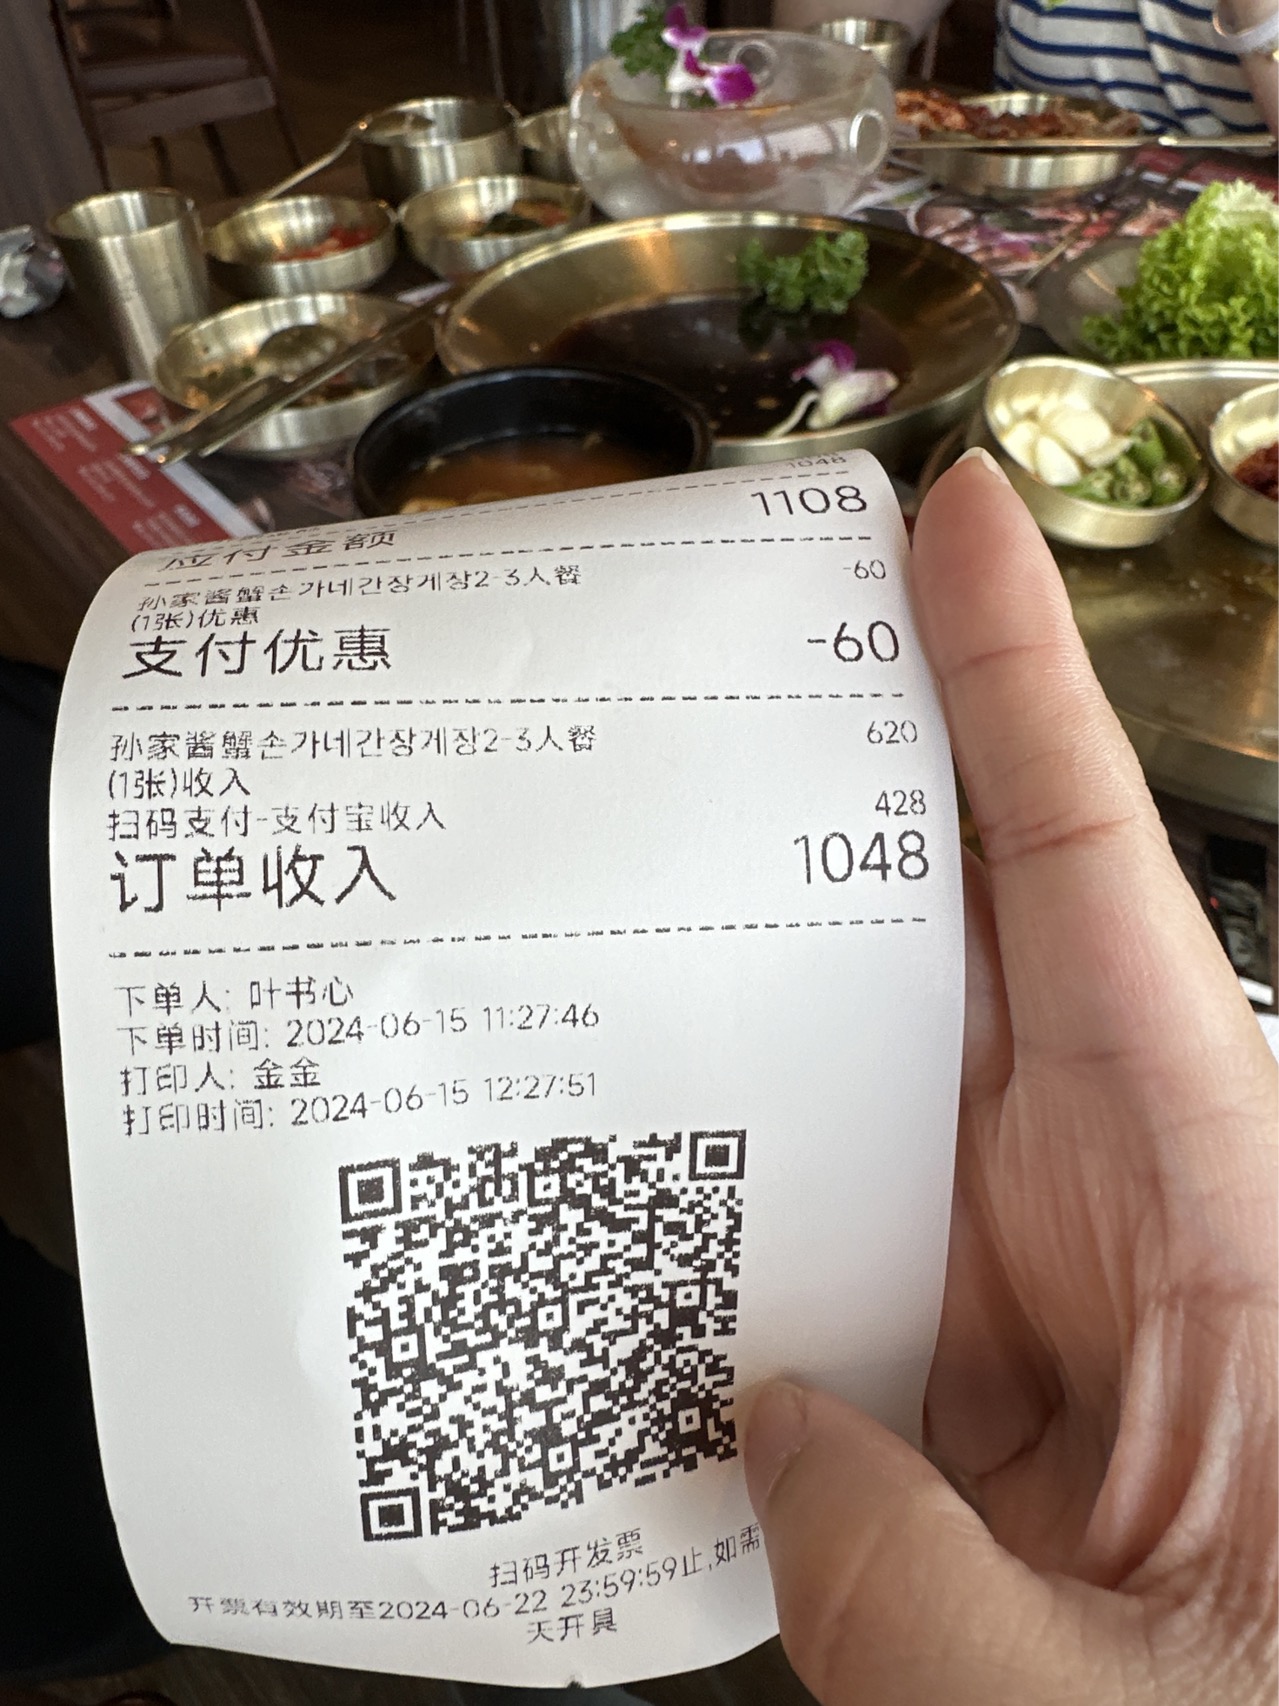 1048
应付金额 1108
孙家酱蟹손가네간장게장2-3人餐 -60
(1张)优惠
支付优惠 -60
孙家酱蟹손가네간장게장2-3人餐 620
(1张)收入
扫码支付-支付宝收入 428
订单收入 1048
下单人: 叶书心
下单时间: 2024-06-15 11:27:46
打印人: 金金
打印时间: 2024-06-15 12:27:51
扫码开发票
开票有效期至2024-06-22 23:59:59止,如需
天开具